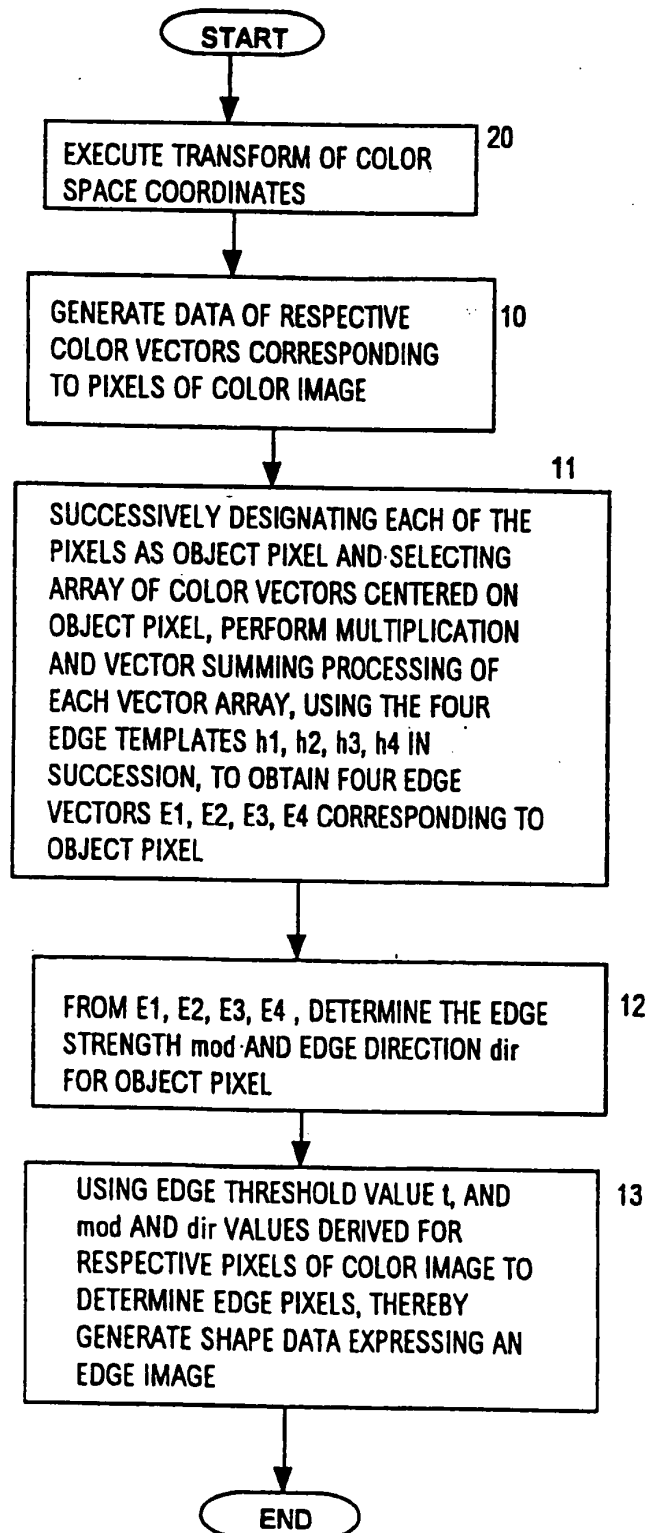 START
20
EXECUTE TRANSFORM OF COLOR
SPACE COORDINATES
10
GENERATE DATA OF RESPECTIVE
COLOR VECTORS CORRESPONDING
TO PIXELS OF COLOR IMAGE
11
SUCCESSIVELY DESIGNATING EACH OF THE
PIXELS AS OBJECT PIXEL AND SELECTING
ARRAY OF COLOR VECTORS CENTERED ON
OBJECT PIXEL, PERFORM MULTIPLICATION
AND VECTOR SUMMING PROCESSING OF
EACH VECTOR ARRAY, USING THE FOUR
EDGE TEMPLATES h1, h2, h3, h4 IN
SUCCESSION, TO OBTAIN FOUR EDGE
VECTORS E1, E2, E3, E4 CORRESPONDING TO
OBJECT PIXEL
12
FROM E1, E2, E3, E4 , DETERMINE THE EDGE
STRENGTH mod AND EDGE DIRECTION dir
FOR OBJECT PIXEL
13
USING EDGE THRESHOLD VALUE t, AND
mod AND dir VALUES DERIVED FOR
RESPECTIVE PIXELS OF COLOR IMAGE TO
DETERMINE EDGE PIXELS, THEREBY
GENERATE SHAPE DATA EXPRESSING AN
EDGE IMAGE
END